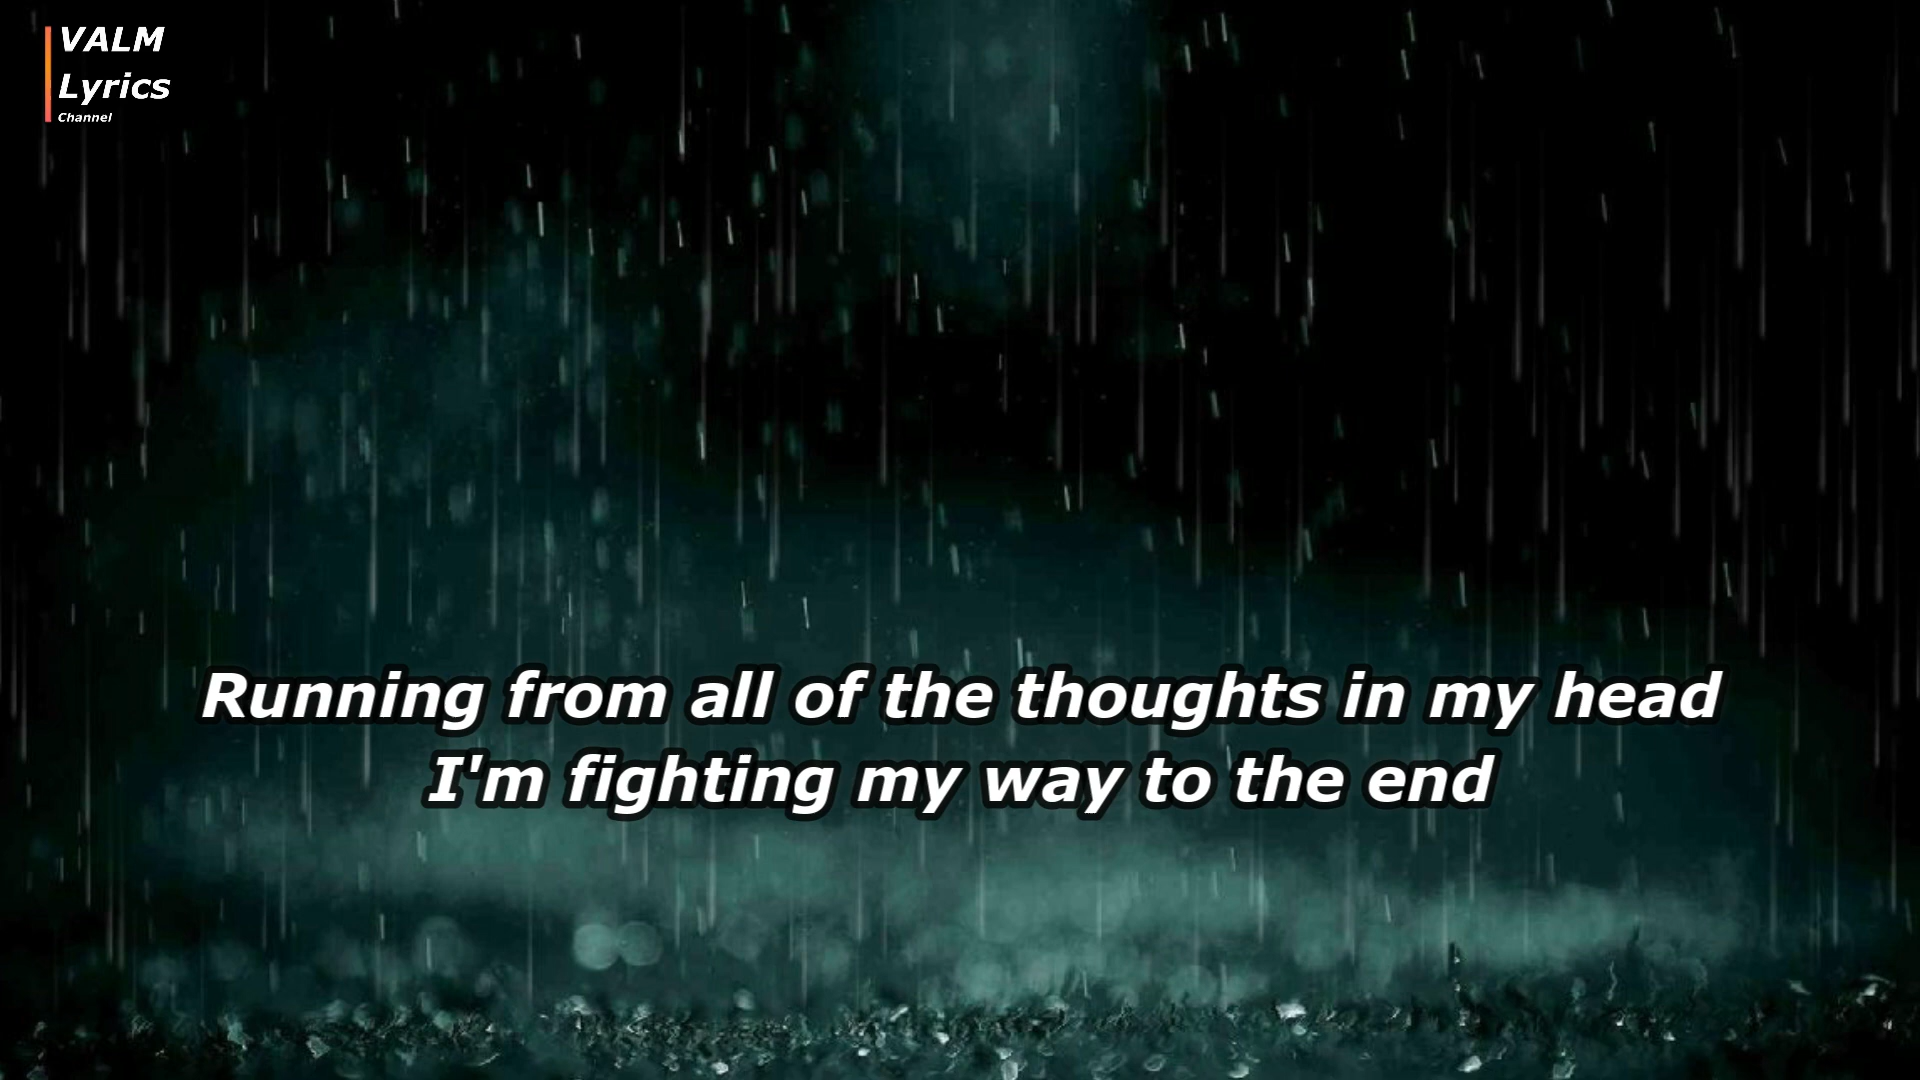 VALM
Lyrics
Channel
Running from all of the thoughts in my head
I'm fighting my way to the end